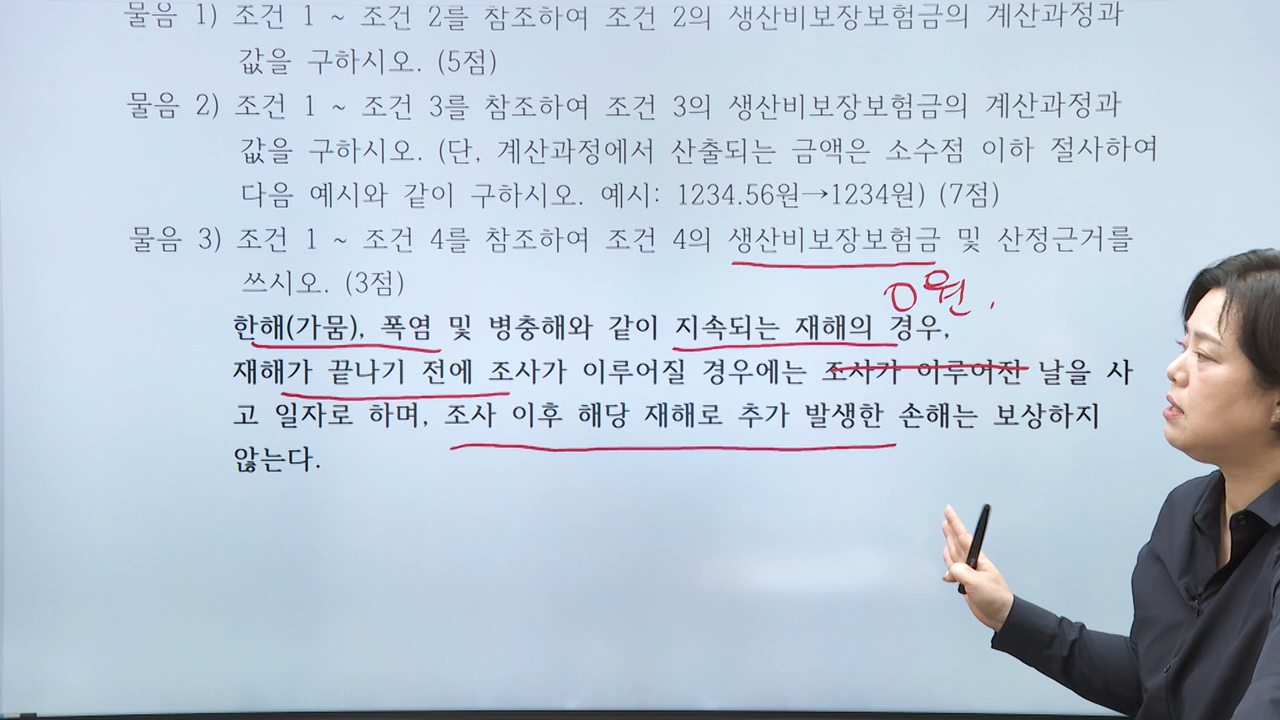 물음 1) 조건 1 ~ 조건 2를 참조하여 조건 2의 생산비보장보험금의 계산과정과
값을 구하시오. (5점)
물음 2) 조건 1 ~ 조건 3를 참조하여 조건 3의 생산비보장보험금의 계산과정과
값을 구하시오. (단, 계산과정에서 산출되는 금액은 소수점 이하 절사하여
다음 예시와 같이 구하시오. 예시: 1234.56원→1234원) (7점)
물음 3) 조건 1 ~ 조건 4를 참조하여 조건 4의 생산비보장보험금 및 산정근거를
쓰시오. (3점)
0원.
한해(가뭄), 폭염 및 병충해와 같이 지속되는 재해의 경우,
재해가 끝나기 전에 조사가 이루어질 경우에는 조사가 이루어진 날을 사
고 일자로 하며, 조사 이후 해당 재해로 추가 발생한 손해는 보상하지
않는다.